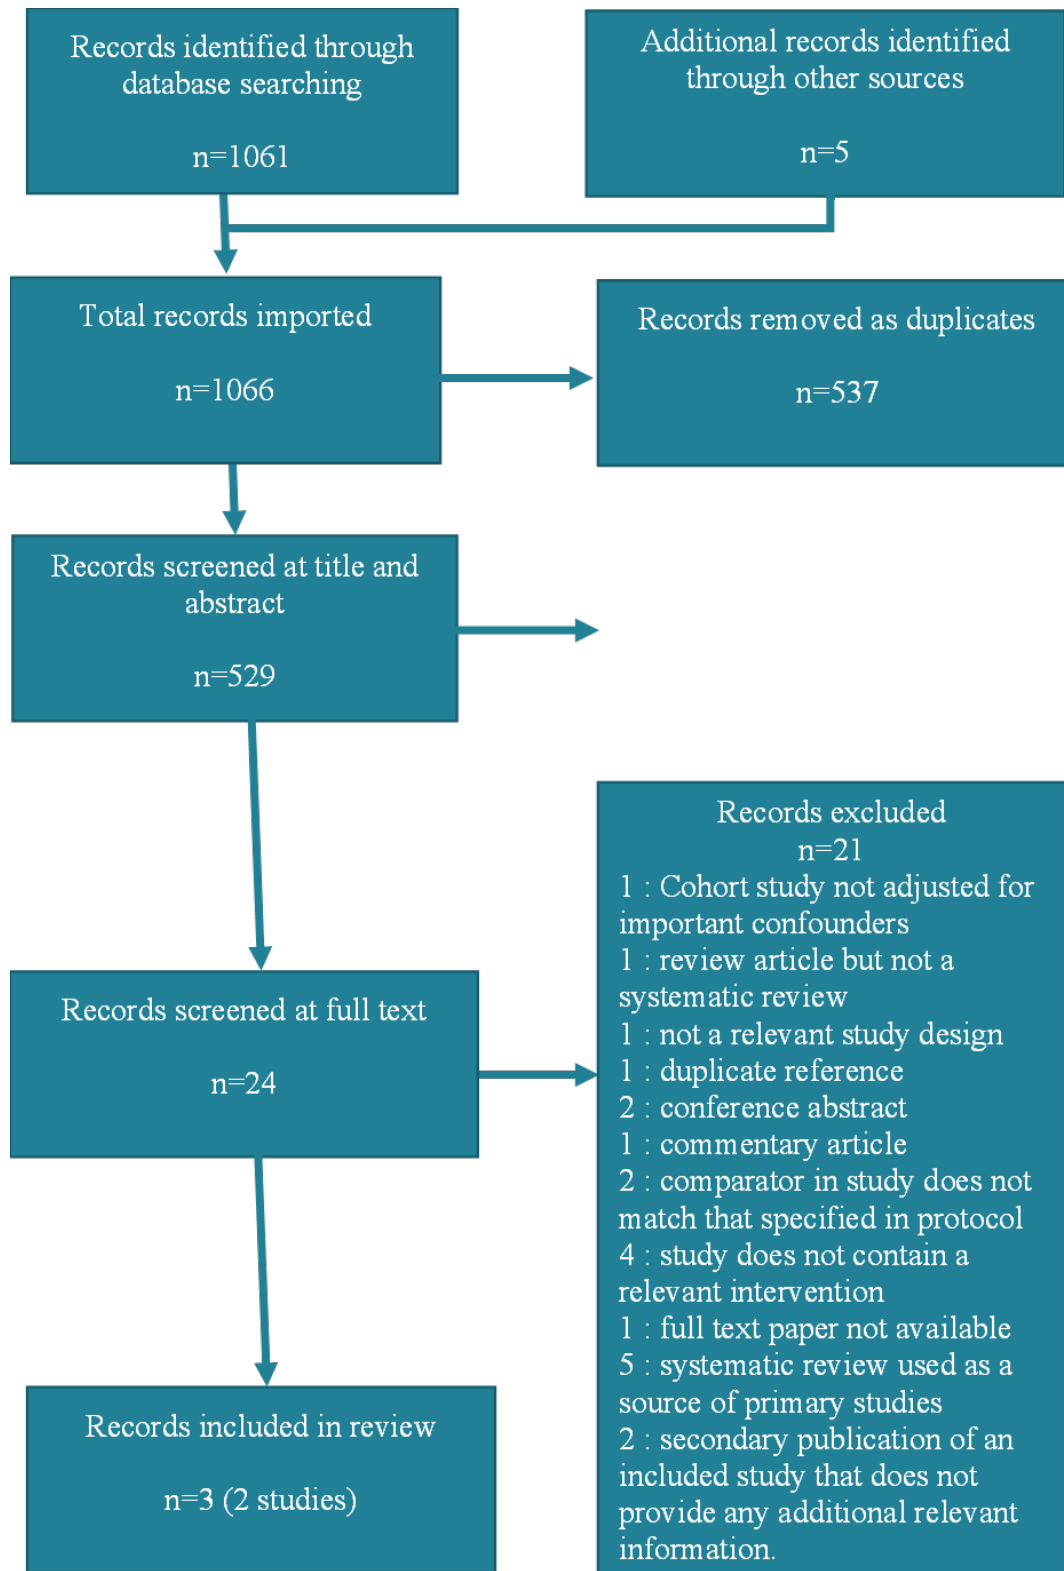 Records identified through
database searching
n=1061
Additional records identified
through other sources
n=5
Total records imported
n=1066
Records removed as duplicates
n=537
Records screened at title and
abstract
n=529
Records screened at full text
n=24
Records excluded
n=21
1 : Cohort study not adjusted for
important confounders
1 : review article but not a
systematic review
1 : not a relevant study design
1 : duplicate reference
2 : conference abstract
1 : commentary article
2 : comparator in study does not
match that specified in protocol
4 : study does not contain a
relevant intervention
1 : full text paper not available
5 : systematic review used as a
source of primary studies
2 : secondary publication of an
included study that does not
provide any additional relevant
information.
Records included in review
n=3 (2 studies)